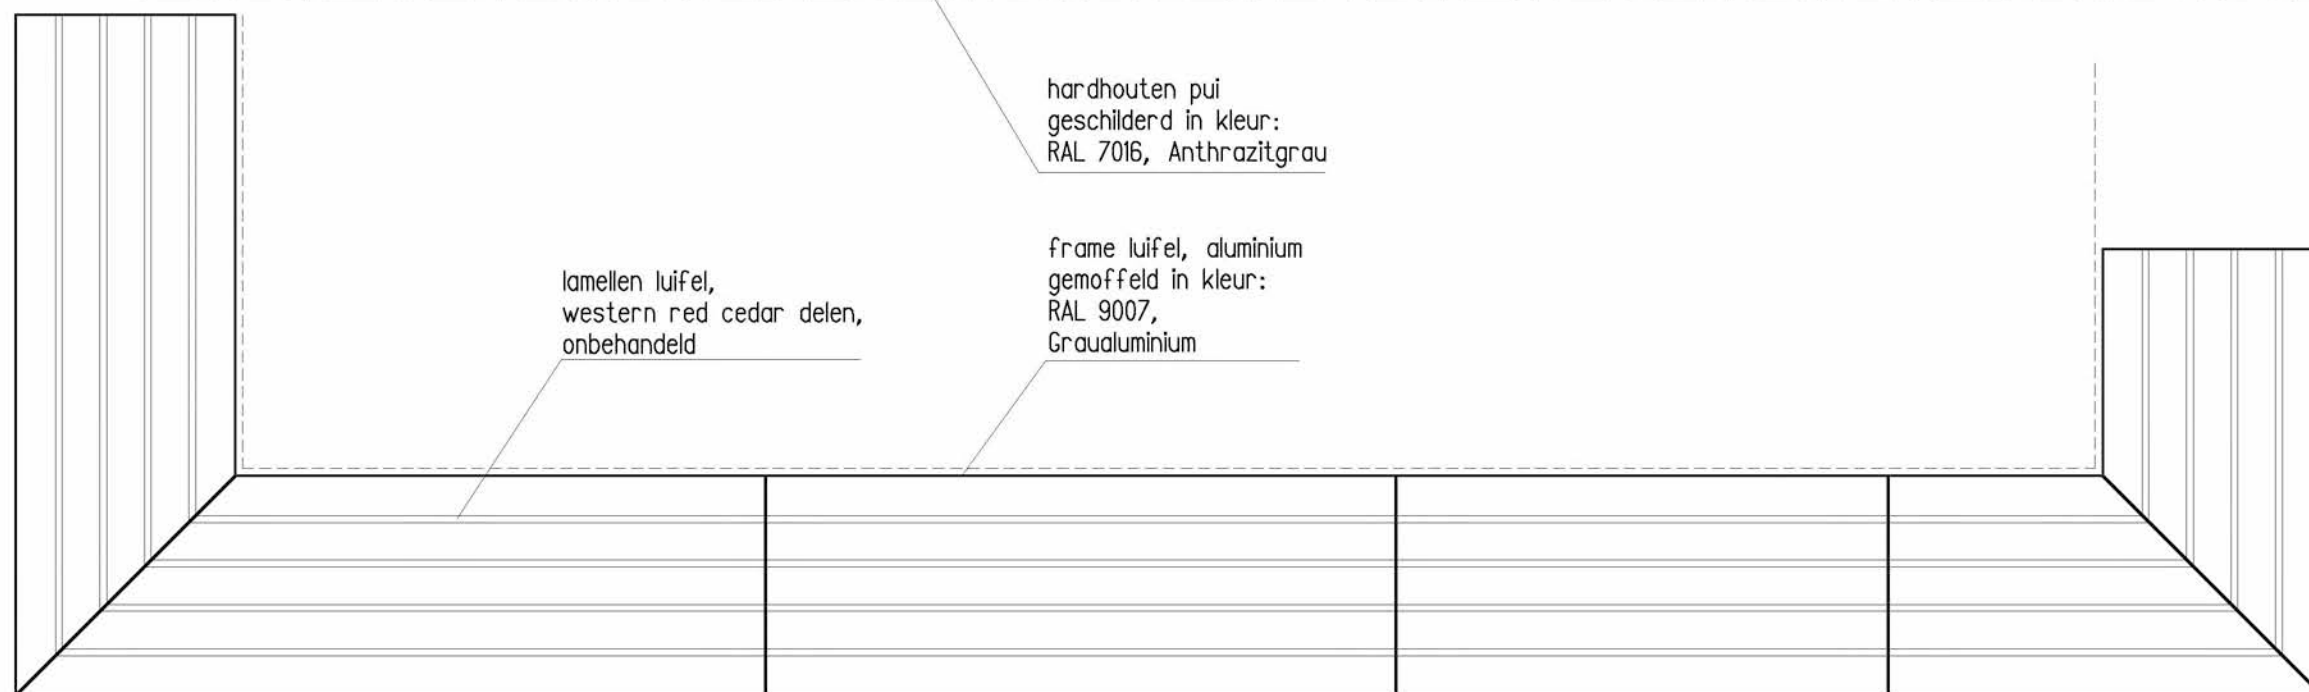 hardhouten pui
geschilderd in kleur:
RAL 7016, Anthrazitgrau
lamellen luifel,
western red cedar delen,
onbehandeld
frame luifel, aluminium
gemoffeld in kleur:
RAL 9007,
Graualuminium